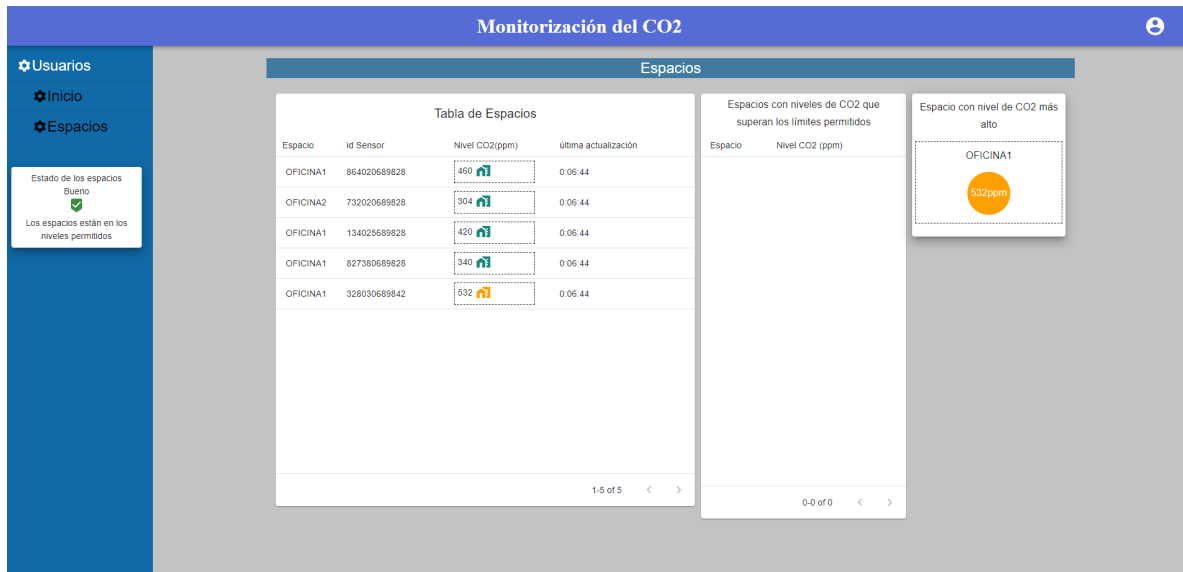 Monitorización del CO2
Usuarios
Inicio
Espacios
Estado de los espacios
Bueno
Los espacios están en los
niveles permitidos
Espacios
Tabla de Espacios
Espacio id Sensor Nivel CO2(ppm) última actualización
OFICINA1 864020689828 460 0:06:44
OFICINA2 732020689828 304 0:06:44
OFICINA1 134025689828 420 0:06:44
OFICINA1 827380689828 340 0:06:44
OFICINA1 328030689842 532 0:06:44
1-5 of 5
Espacios con niveles de CO2 que
superan los límites permitidos
Espacio Nivel CO2 (ppm)
0-0 of 0
Espacio con nivel de CO2 más
alto
OFICINA1
532ppm